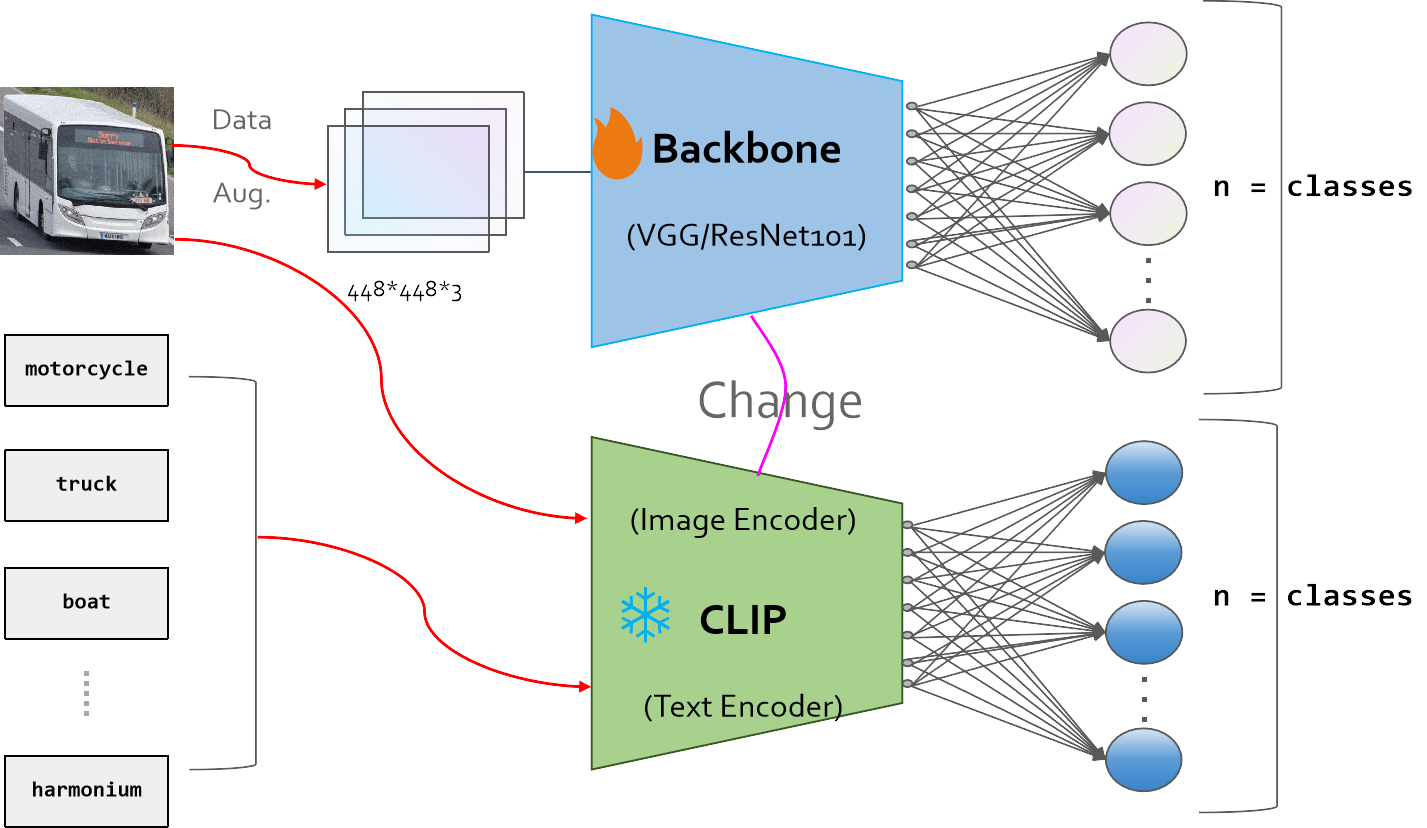 Data
Aug.
448*448*3
Backbone
(VGG/ResNet101)
n = classes
Change
motorcycle
truck
boat
harmonium
(Image Encoder)
CLIP
(Text Encoder)
n = classes